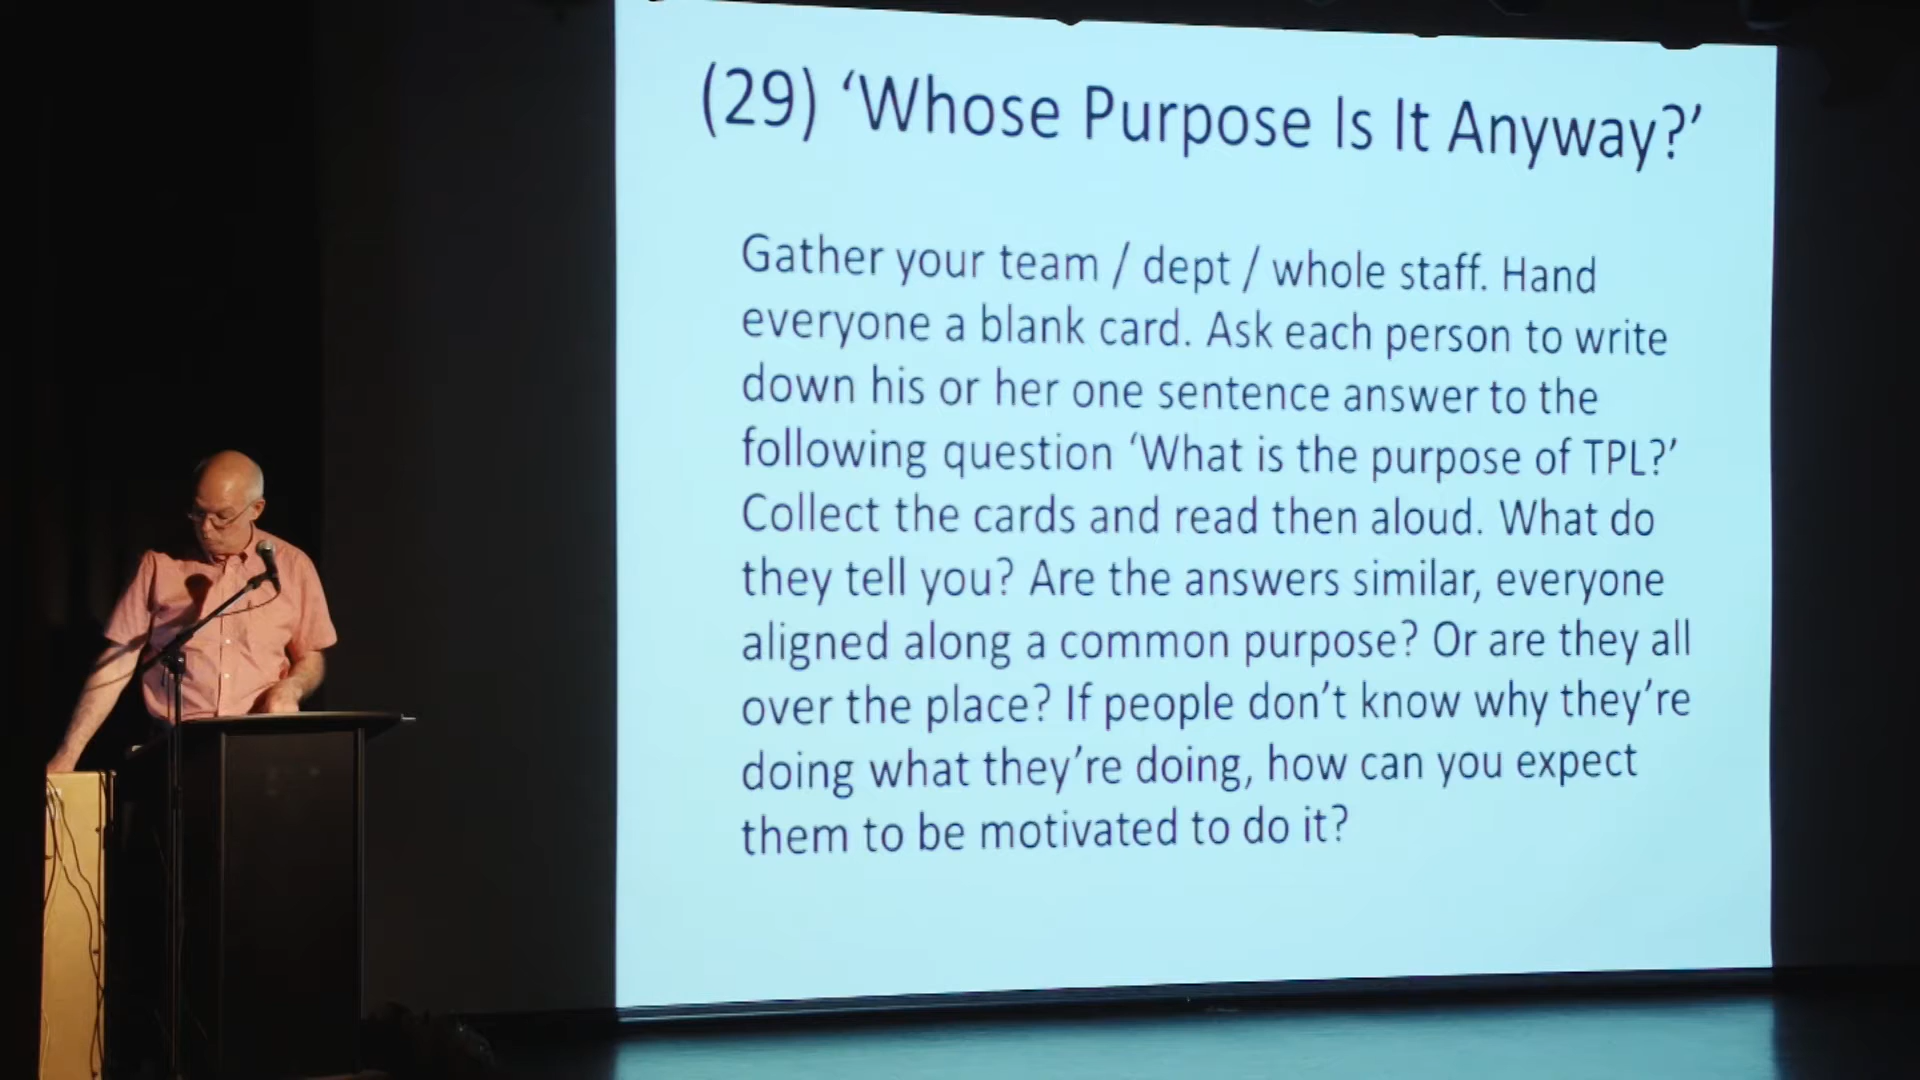 (29) ‘Whose Purpose Is It Anyway?’
Gather your team / dept / whole staff. Hand
everyone a blank card. Ask each person to write
down his or her one sentence answer to the
following question ‘What is the purpose of TPL?’
Collect the cards and read then aloud. What do
they tell you? Are the answers similar, everyone
aligned along a common purpose? Or are they all
over the place? If people don’t know why they’re
doing what they’re doing, how can you expect
them to be motivated to do it?